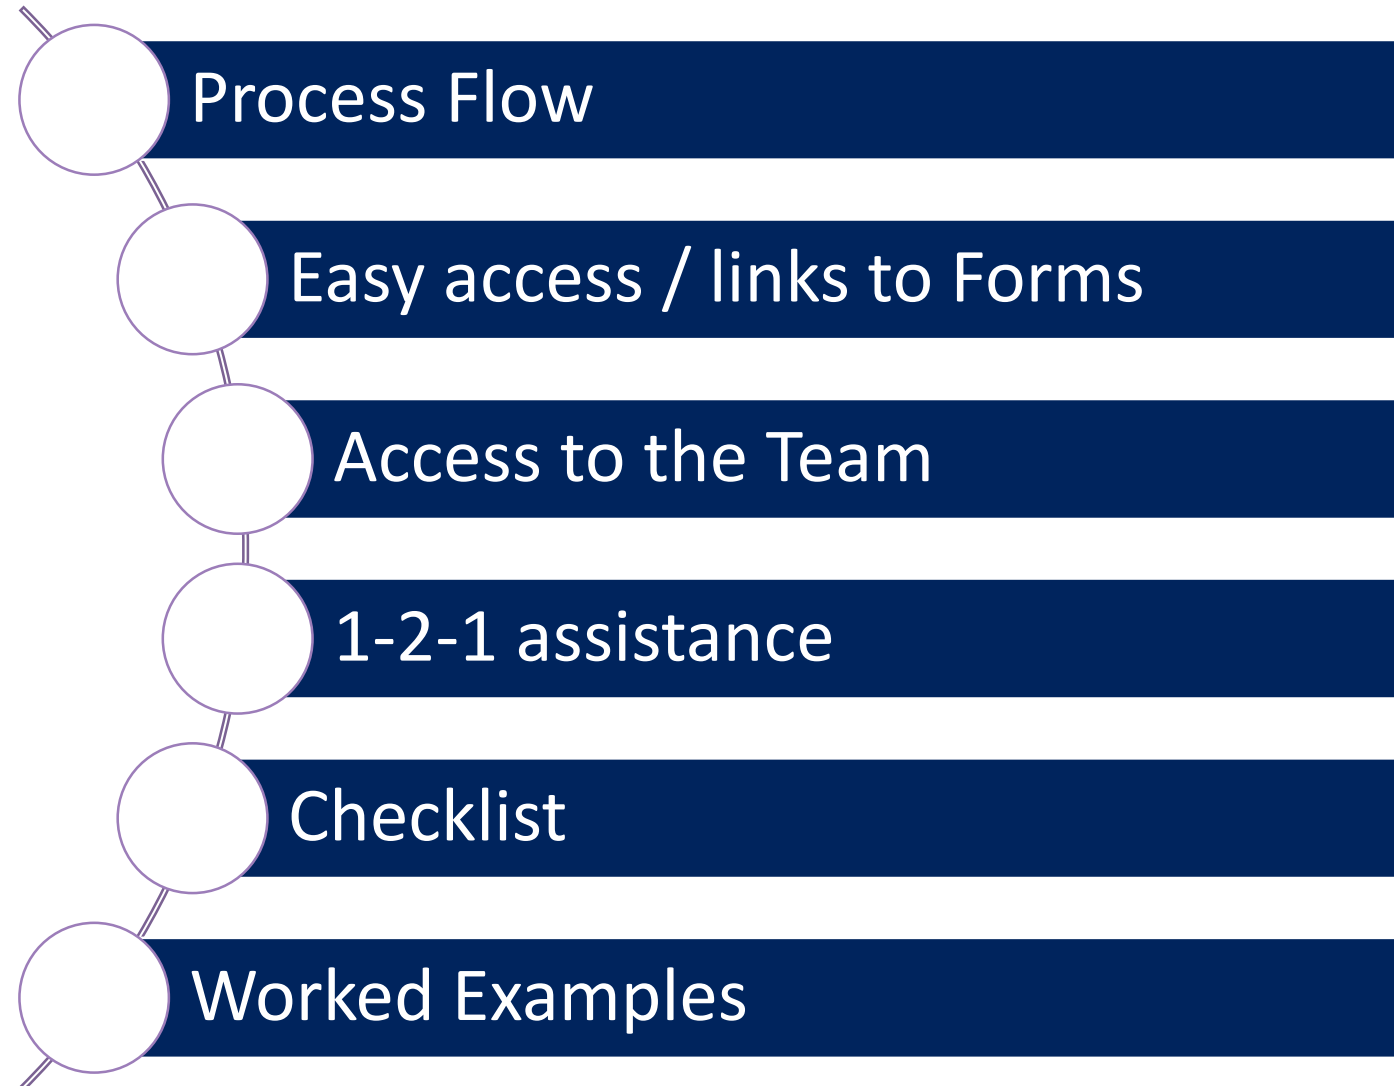 Process Flow
Easy access / links to Forms
Access to the Team
1-2-1 assistance
Checklist
Worked Examples